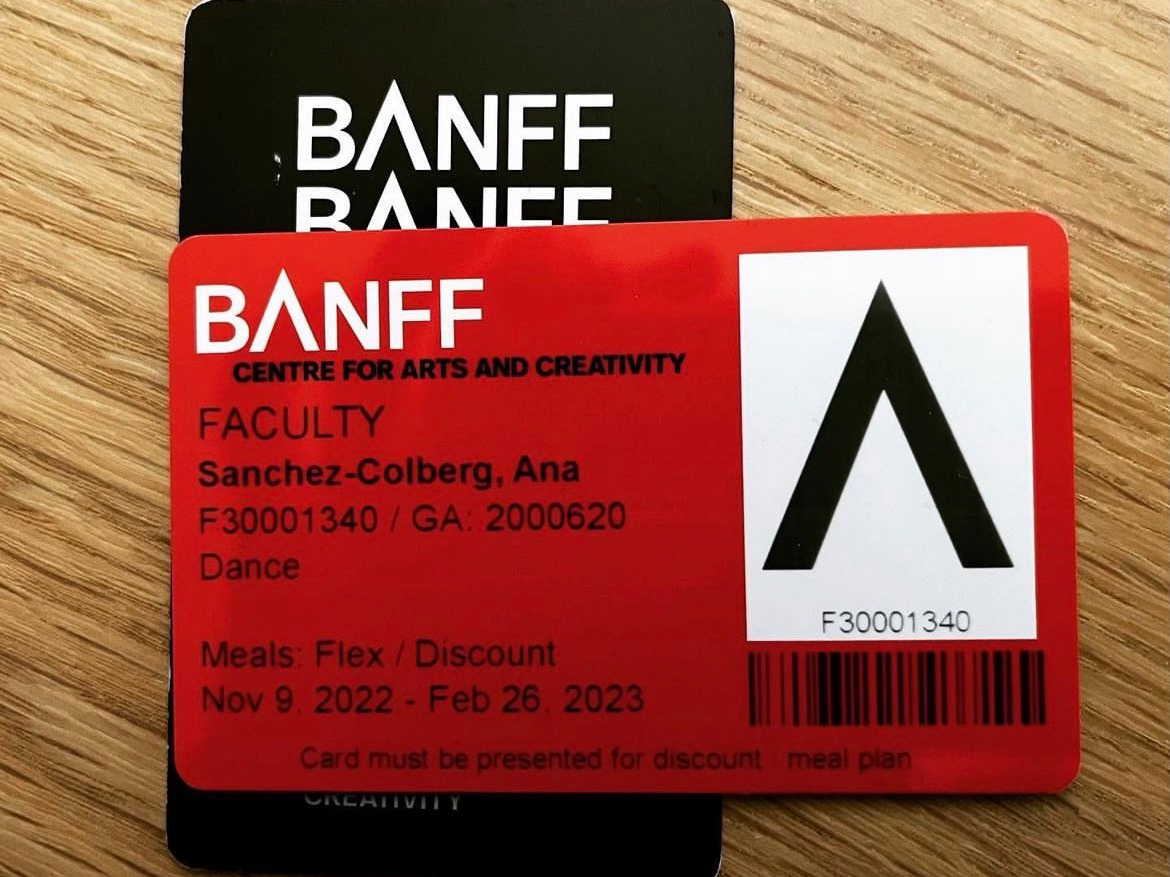 BANFF
BANFF
BANFF
CENTRE FOR ARTS AND CREATIVITY
FACULTY
Sanchez-Colberg, Ana
F30001340 / GA: 2000620
Dance
Meals: Flex / Discount
Nov 9, 2022 - Feb 26, 2023
F30001340
Card must be presented for discount / meal plan
CREATIVITY